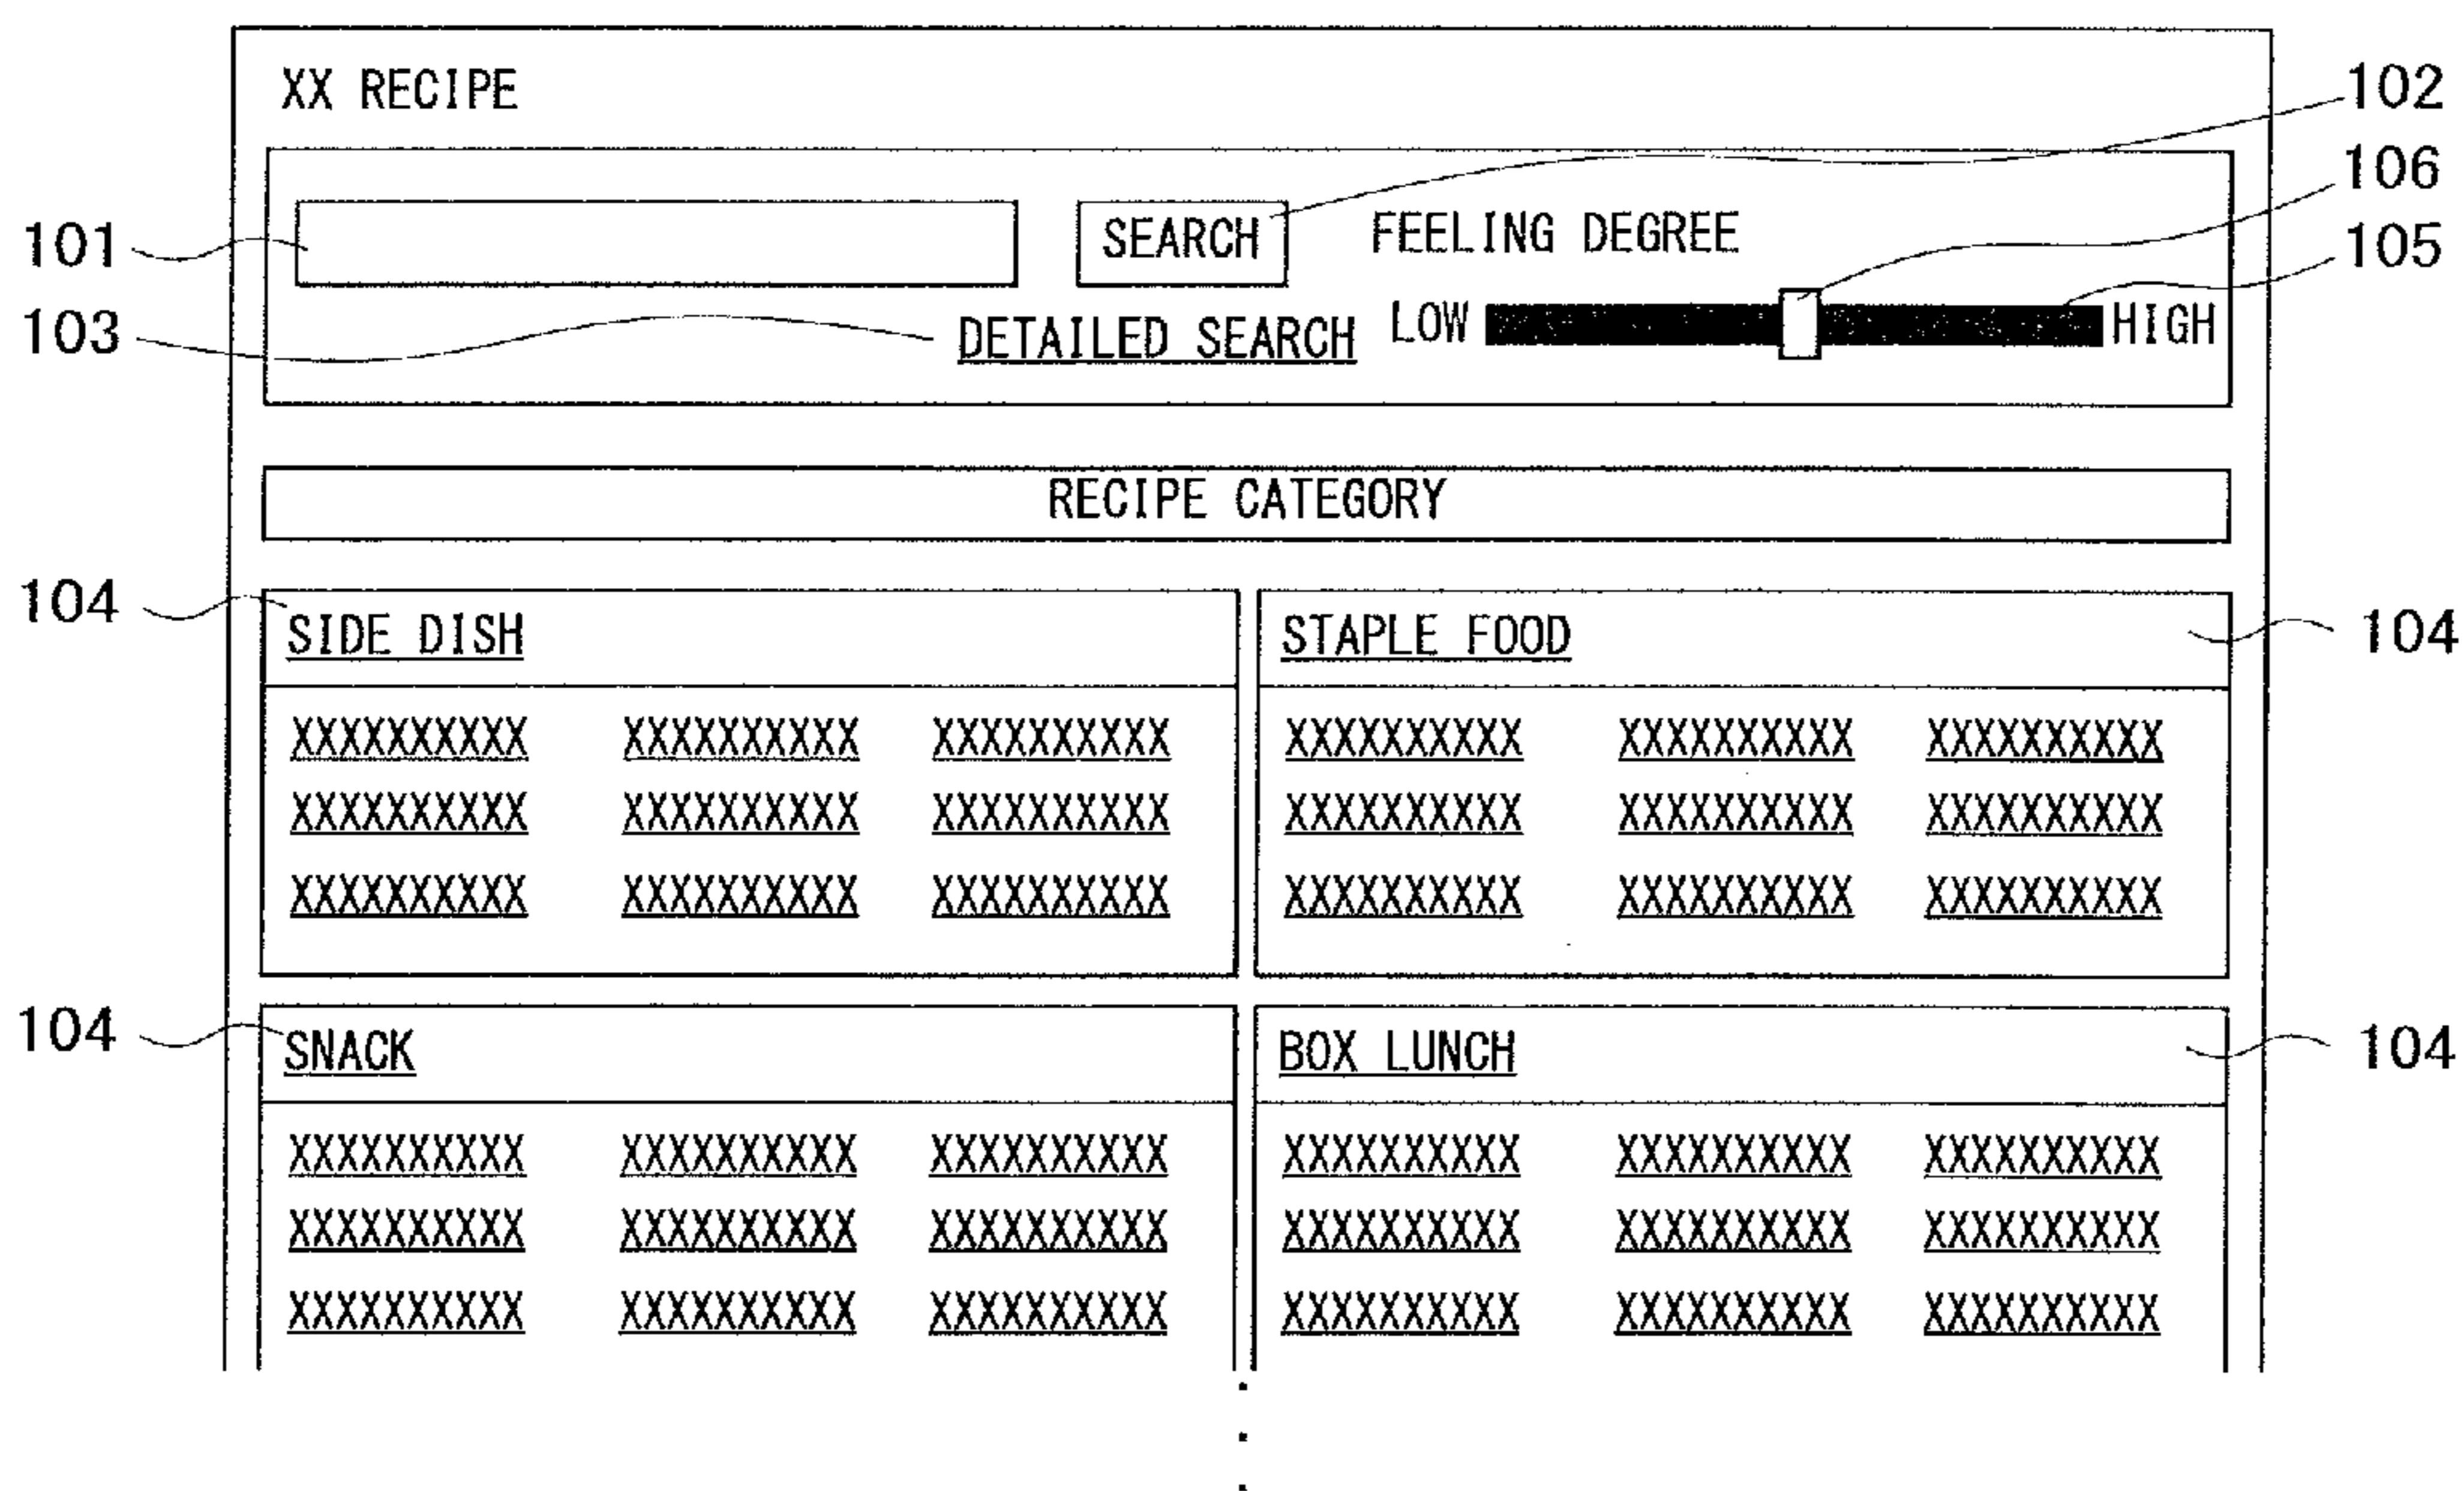 XX RECIPE
102
106
101
SEARCH
FEELING DEGREE
105
103
DETAILED SEARCH
LOW
HIGH
RECIPE CATEGORY
104
SIDE DISH
STAPLE FOOD
104
XXXXXXXXXX XXXXXXXXXX XXXXXXXXXX XXXXXXXXXX XXXXXXXXXX XXXXXXXXXX
XXXXXXXXXX XXXXXXXXXX XXXXXXXXXX XXXXXXXXXX XXXXXXXXXX XXXXXXXXXX
XXXXXXXXXX XXXXXXXXXX XXXXXXXXXX XXXXXXXXXX XXXXXXXXXX XXXXXXXXXX
104
SNACK
BOX LUNCH
104
XXXXXXXXXX XXXXXXXXXX XXXXXXXXXX XXXXXXXXXX XXXXXXXXXX XXXXXXXXXX
XXXXXXXXXX XXXXXXXXXX XXXXXXXXXX XXXXXXXXXX XXXXXXXXXX XXXXXXXXXX
XXXXXXXXXX XXXXXXXXXX XXXXXXXXXX XXXXXXXXXX XXXXXXXXXX XXXXXXXXXX